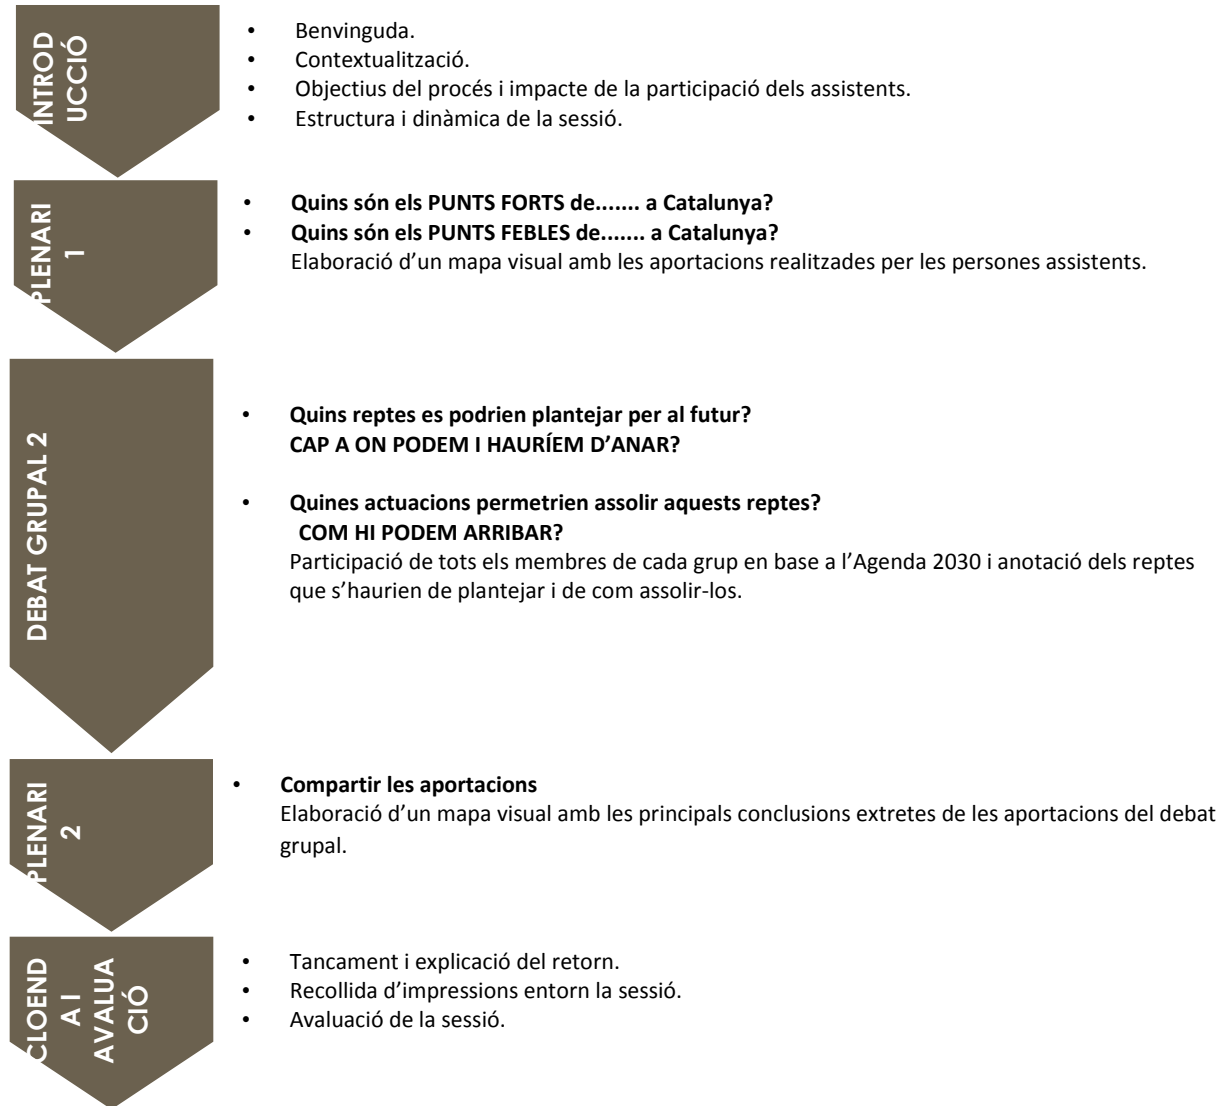 INTROD
UCCIÓ
• Benvinguda.
• Contextualització.
• Objectius del procés i impacte de la participació dels assistents.
• Estructura i dinàmica de la sessió.
PLENARI
1
• Quins són els PUNTS FORTS de....... a Catalunya?
• Quins són els PUNTS FEBLES de....... a Catalunya?
Elaboració d’un mapa visual amb les aportacions realitzades per les persones assistents.
DEBAT GRUPAL 2
• Quins reptes es podrien plantejar per al futur?
CAP A ON PODEM I HAURÍEM D’ANAR?
• Quines actuacions permetrien assolir aquests reptes?
COM HI PODEM ARRIBAR?
Participació de tots els membres de cada grup en base a l’Agenda 2030 i anotació dels reptes
que s’haurien de plantejar i de com assolir-los.
PLENARI
2
• Compartir les aportacions
Elaboració d’un mapa visual amb les principals conclusions extretes de les aportacions del debat
grupal.
CLOEND
A I
AVALUA
CIÓ
• Tancament i explicació del retorn.
• Recollida d’impressions entorn la sessió.
• Avaluació de la sessió.